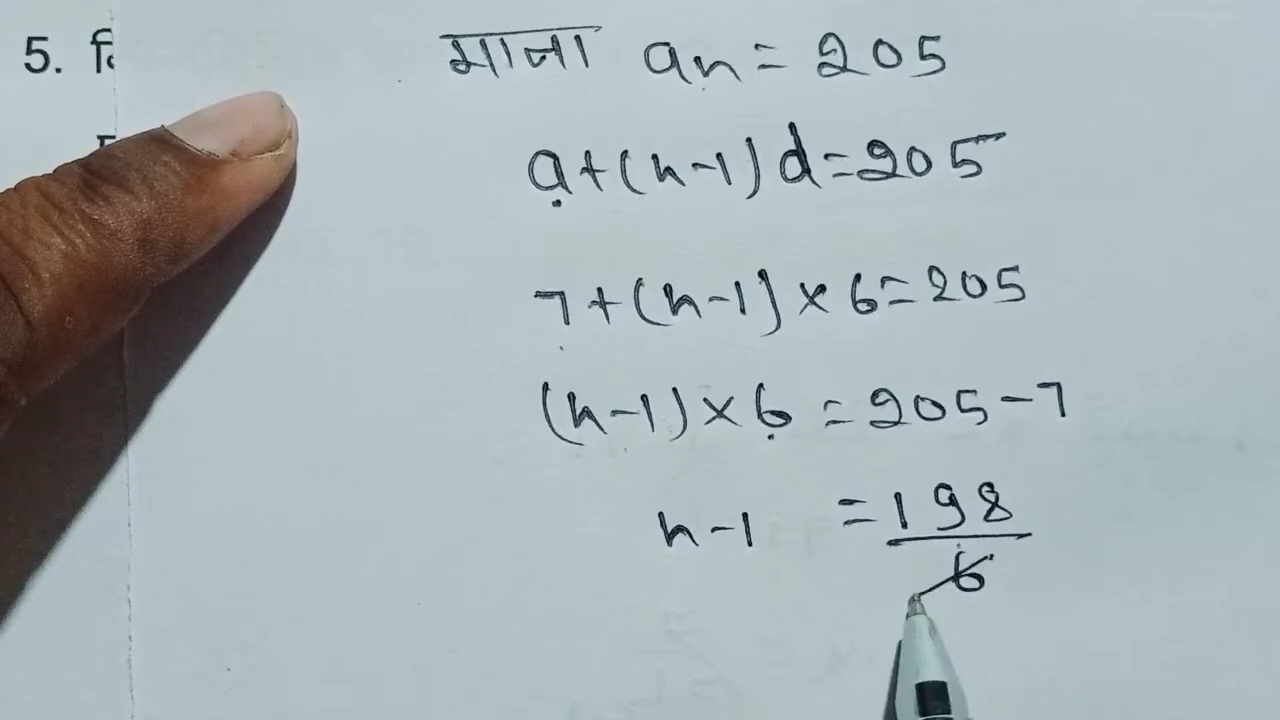 5.
माना an = 205
a+(n-1)d=205
7+(n-1)×6=205
(n-1)×6 = 205-7
n-1 = 198/6